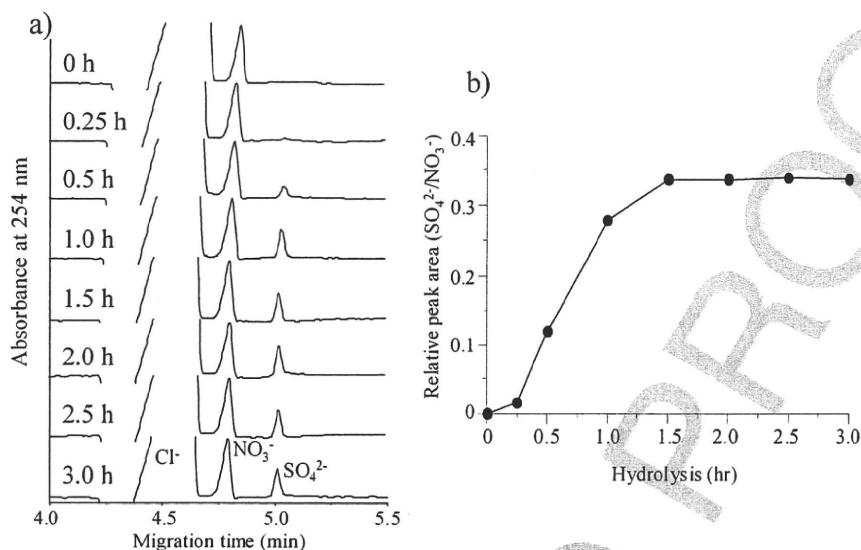 a)
0 h
0.25 h
0.5 h
1.0 h
1.5 h
2.0 h
2.5 h
3.0 h
Cl-
NO3-
SO42-
Absorbance at 254 nm
4.0 4.5 5.0 5.5
Migration time (min)
b)
0.4
0.3
0.2
0.1
0
Relative peak area (SO42-/NO3-)
0 0.5 1.0 1.5 2.0 2.5 3.0
Hydrolysis (hr)
PROO